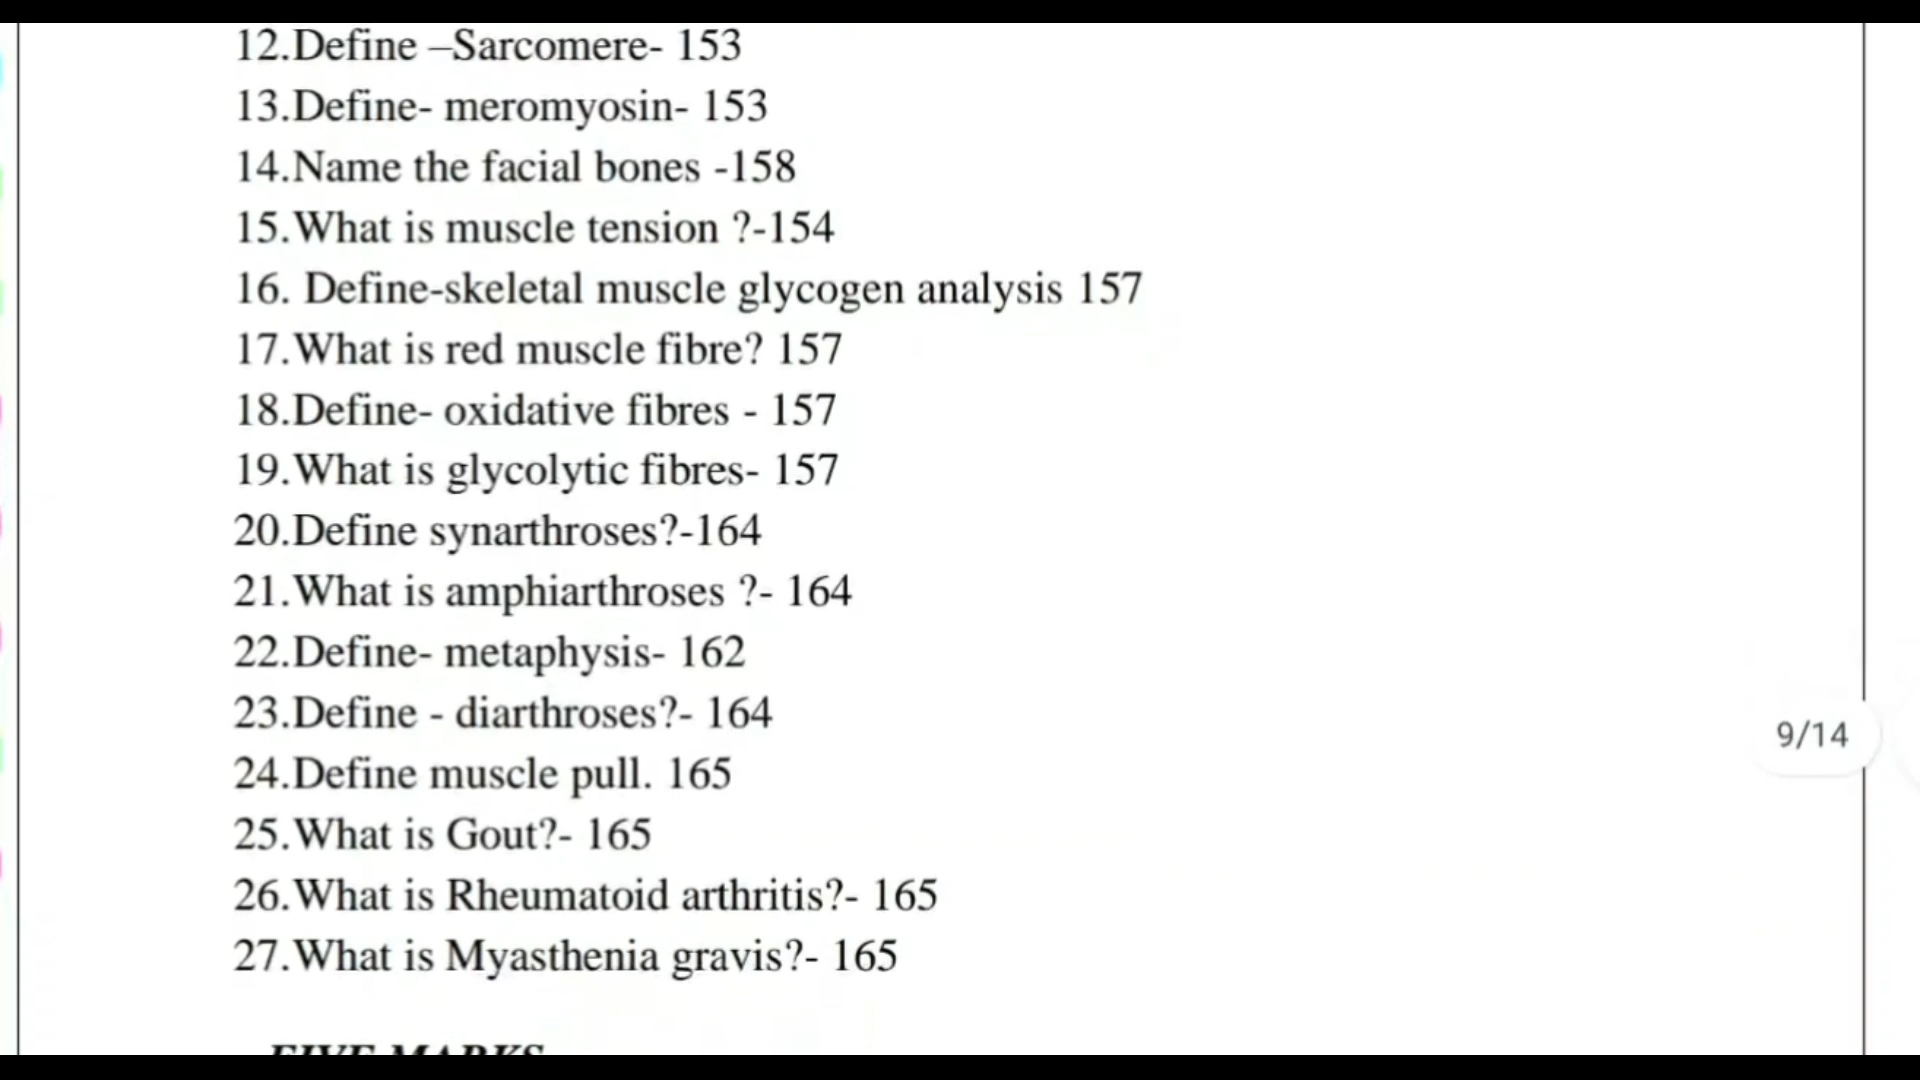 12.Define –Sarcomere- 153
13.Define- meromyosin- 153
14.Name the facial bones -158
15.What is muscle tension ?-154
16. Define-skeletal muscle glycogen analysis 157
17.What is red muscle fibre? 157
18.Define- oxidative fibres - 157
19.What is glycolytic fibres- 157
20.Define synarthroses?-164
21.What is amphiarthroses ?- 164
22.Define- metaphysis- 162
23.Define - diarthroses?- 164
9/14
24.Define muscle pull. 165
25.What is Gout?- 165
26.What is Rheumatoid arthritis?- 165
27.What is Myasthenia gravis?- 165
FIVE MARKS